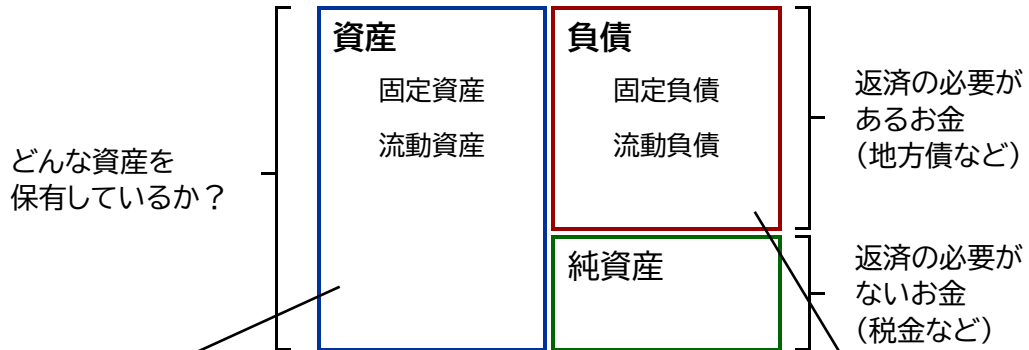 どんな資産を
保有しているか？
資産
固定資産
流動資産
負債
固定負債
流動負債
純資産
返済の必要が
あるお金
（地方債など）
返済の必要が
ないお金
（税金など）